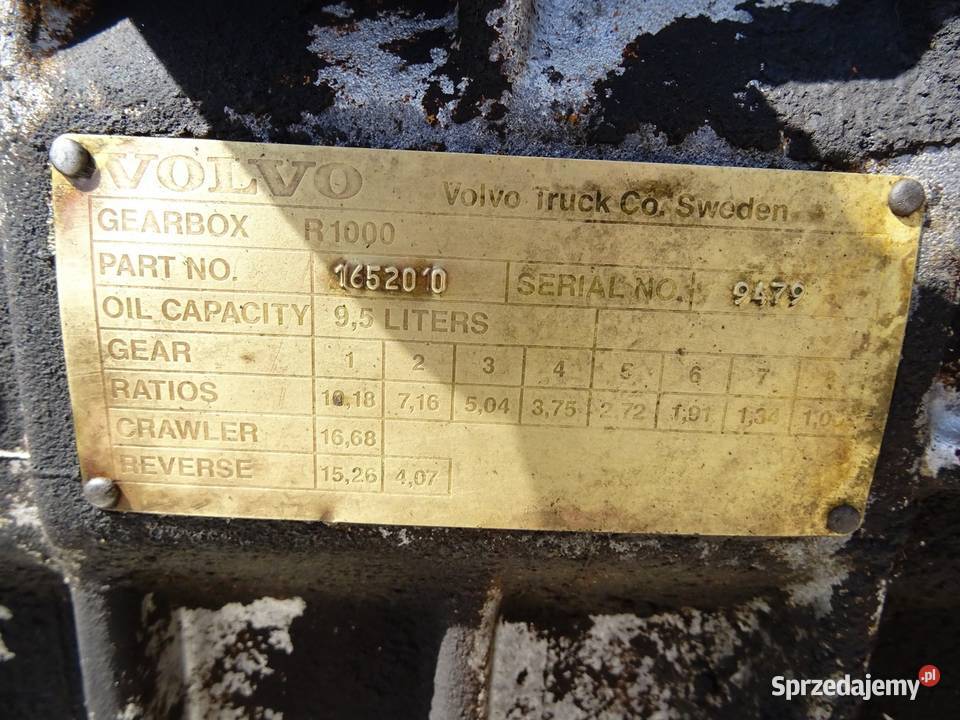 VOLVO Volvo Truck Co. Sweden
GEARBOX R1000
PART NO. 1652010 SERIAL NO. 9479
OIL CAPACITY 9,5 LITERS
GEAR 1 2 3 4 5 6 7
RATIOS 10,18 7,16 5,04 3,75 2,72 1,91 1,34 1,00
CRAWLER 16,68
REVERSE 15,26 4,07
Sprzedajemy.pl